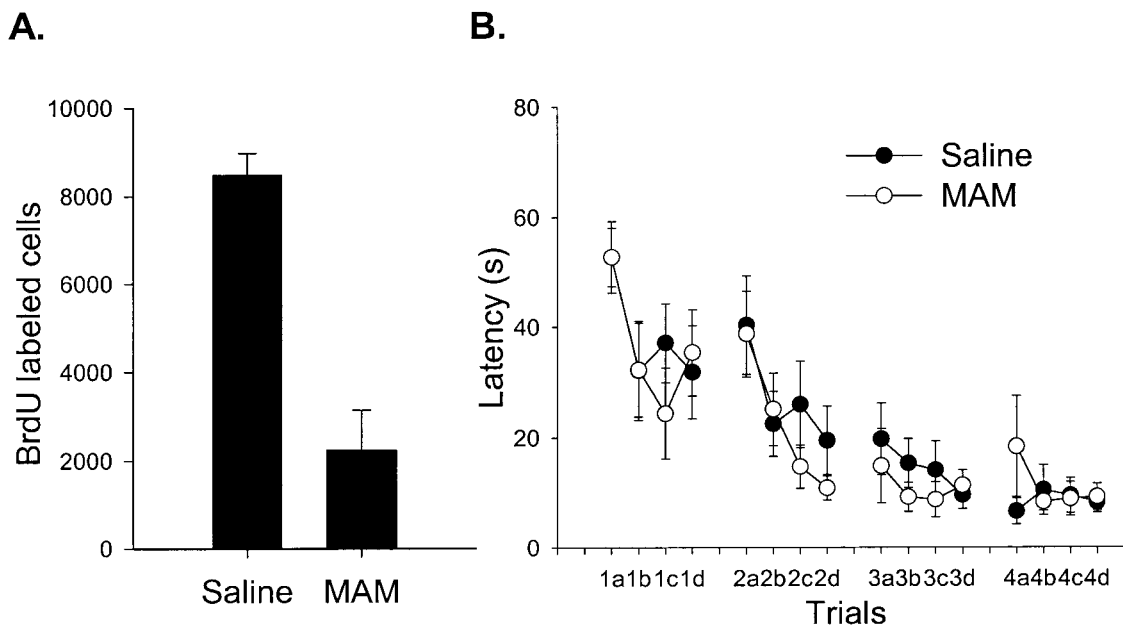 A.
BrdU labeled cells
10000
8000
6000
4000
2000
0
Saline
MAM
B.
Latency (s)
80
60
40
20
0
Saline
MAM
1a1b1c1d
2a2b2c2d
3a3b3c3d
4a4b4c4d
Trials